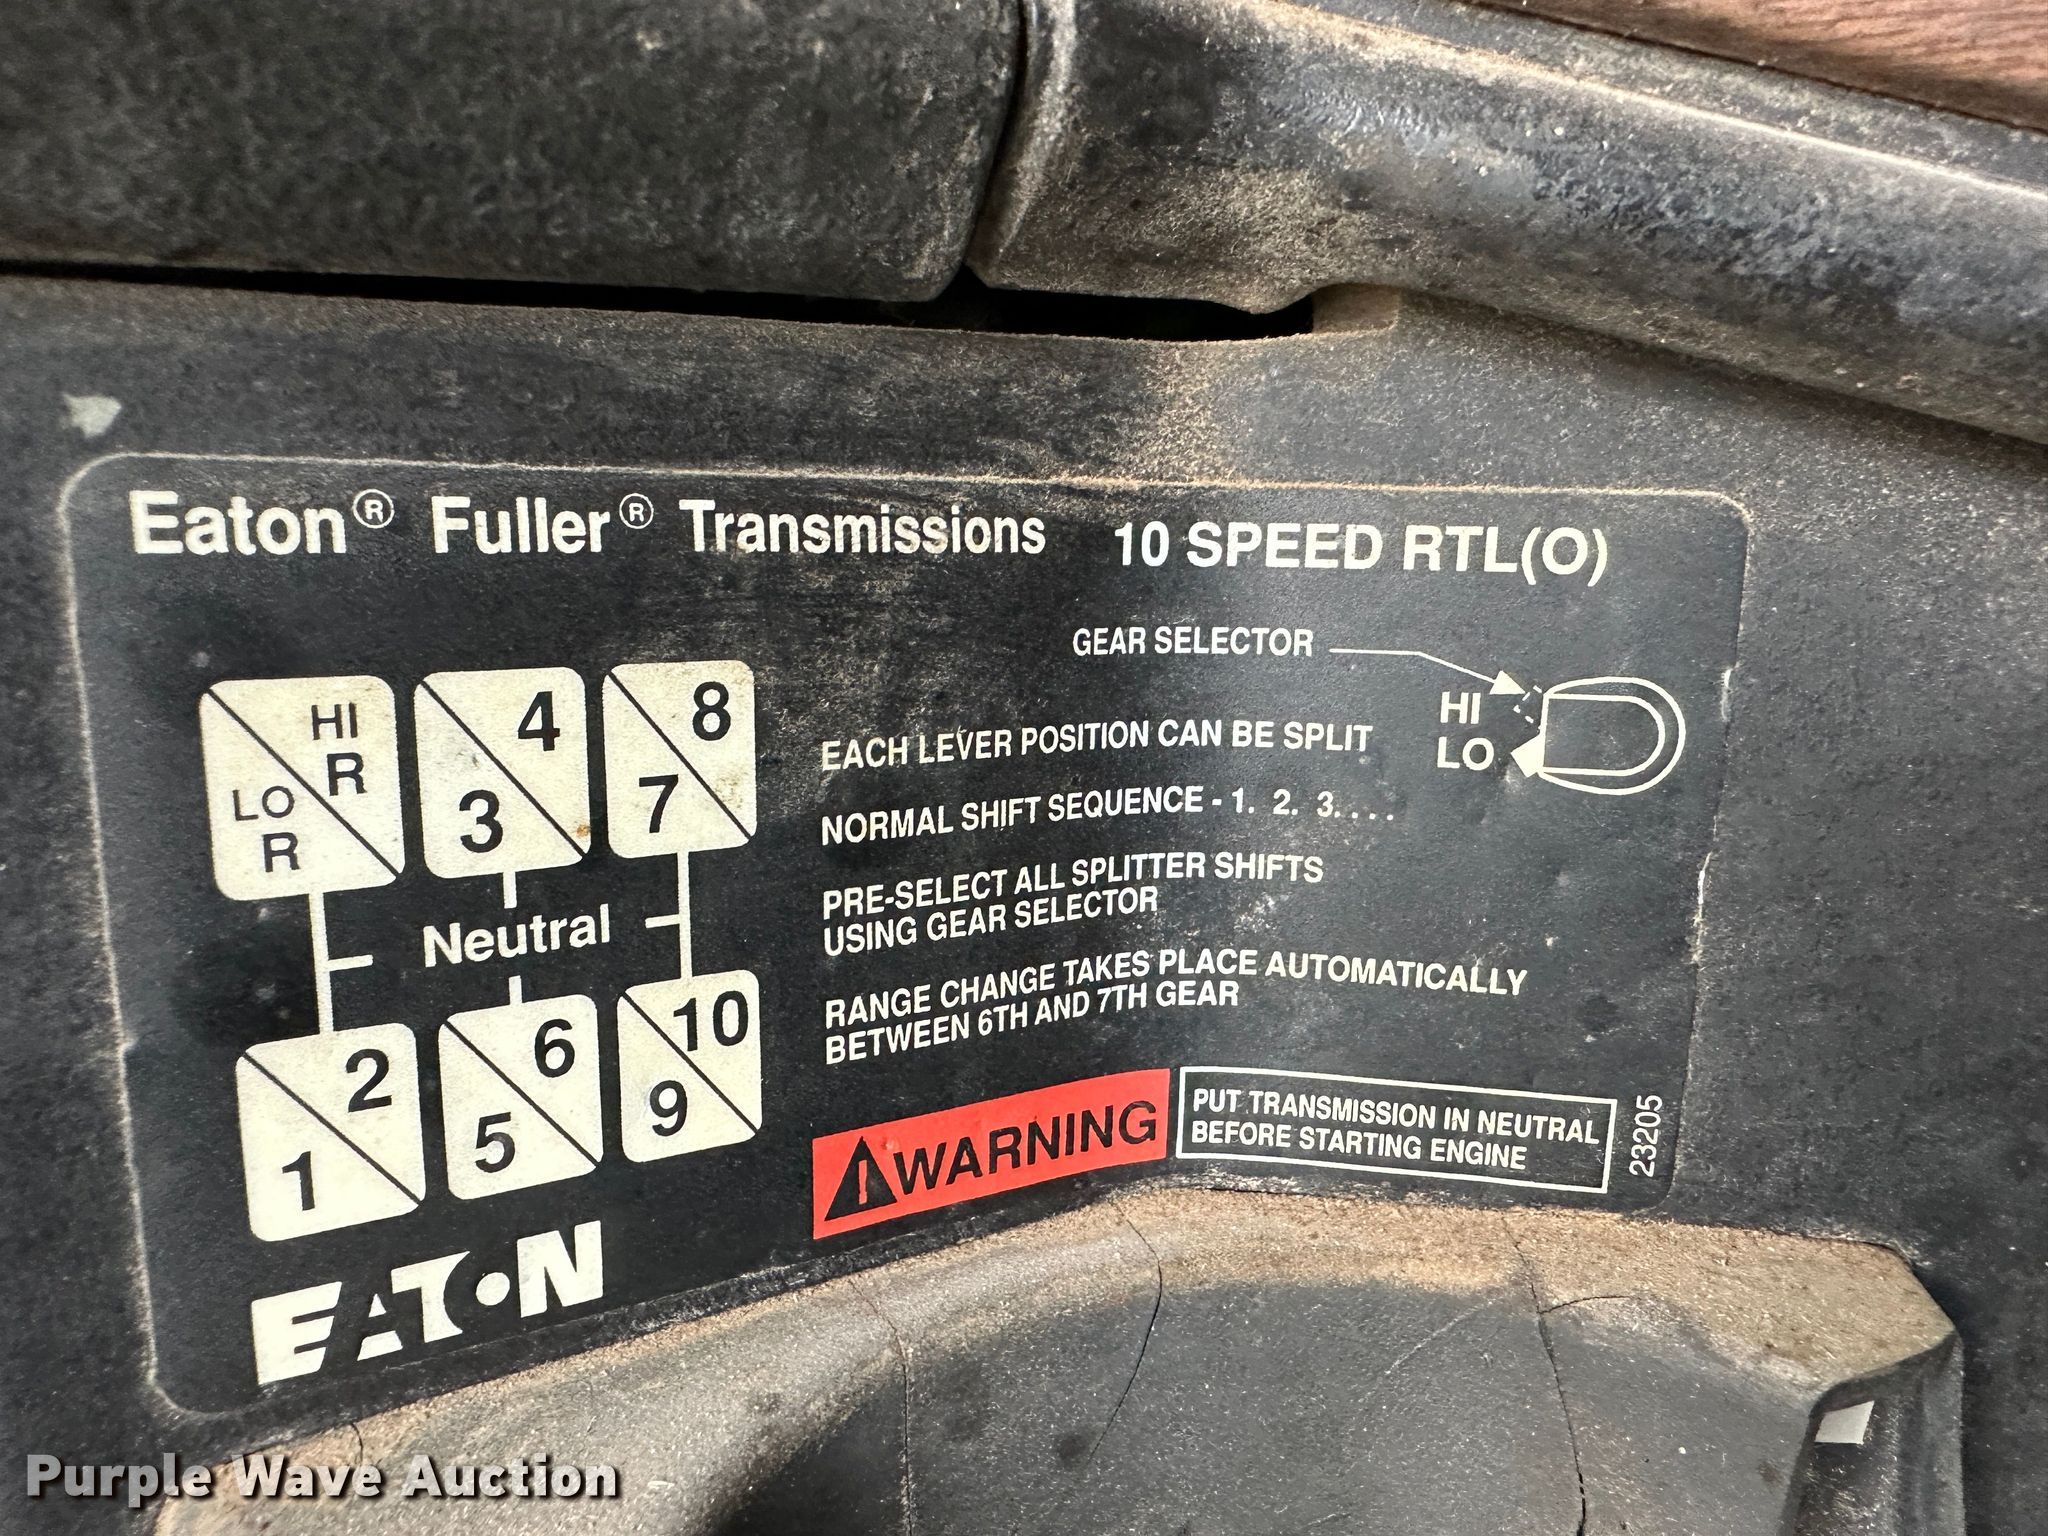 Eaton® Fuller® Transmissions 10 SPEED RTL(O)
GEAR SELECTOR
HI
LO
HI
R
LO
R
4
3
8
7
Neutral
2
1
6
5
10
9
EACH LEVER POSITION CAN BE SPLIT
NORMAL SHIFT SEQUENCE - 1. 2. 3. . . .
PRE-SELECT ALL SPLITTER SHIFTS
USING GEAR SELECTOR
RANGE CHANGE TAKES PLACE AUTOMATICALLY
BETWEEN 6TH AND 7TH GEAR
WARNING
PUT TRANSMISSION IN NEUTRAL
BEFORE STARTING ENGINE
23205
EATON
Purple Wave Auction